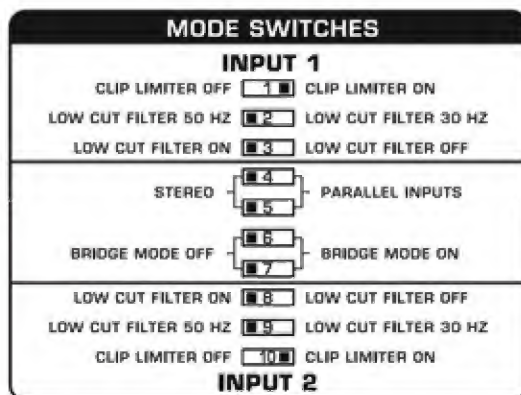 MODE SWITCHES
INPUT 1
CLIP LIMITER OFF 1 CLIP LIMITER ON
LOW CUT FILTER 50 HZ 2 LOW CUT FILTER 30 HZ
LOW CUT FILTER ON 3 LOW CUT FILTER OFF
4
STEREO PARALLEL INPUTS
5
6
BRIDGE MODE OFF BRIDGE MODE ON
7
LOW CUT FILTER ON 8 LOW CUT FILTER OFF
LOW CUT FILTER 50 HZ 9 LOW CUT FILTER 30 HZ
CLIP LIMITER OFF 10 CLIP LIMITER ON
INPUT 2